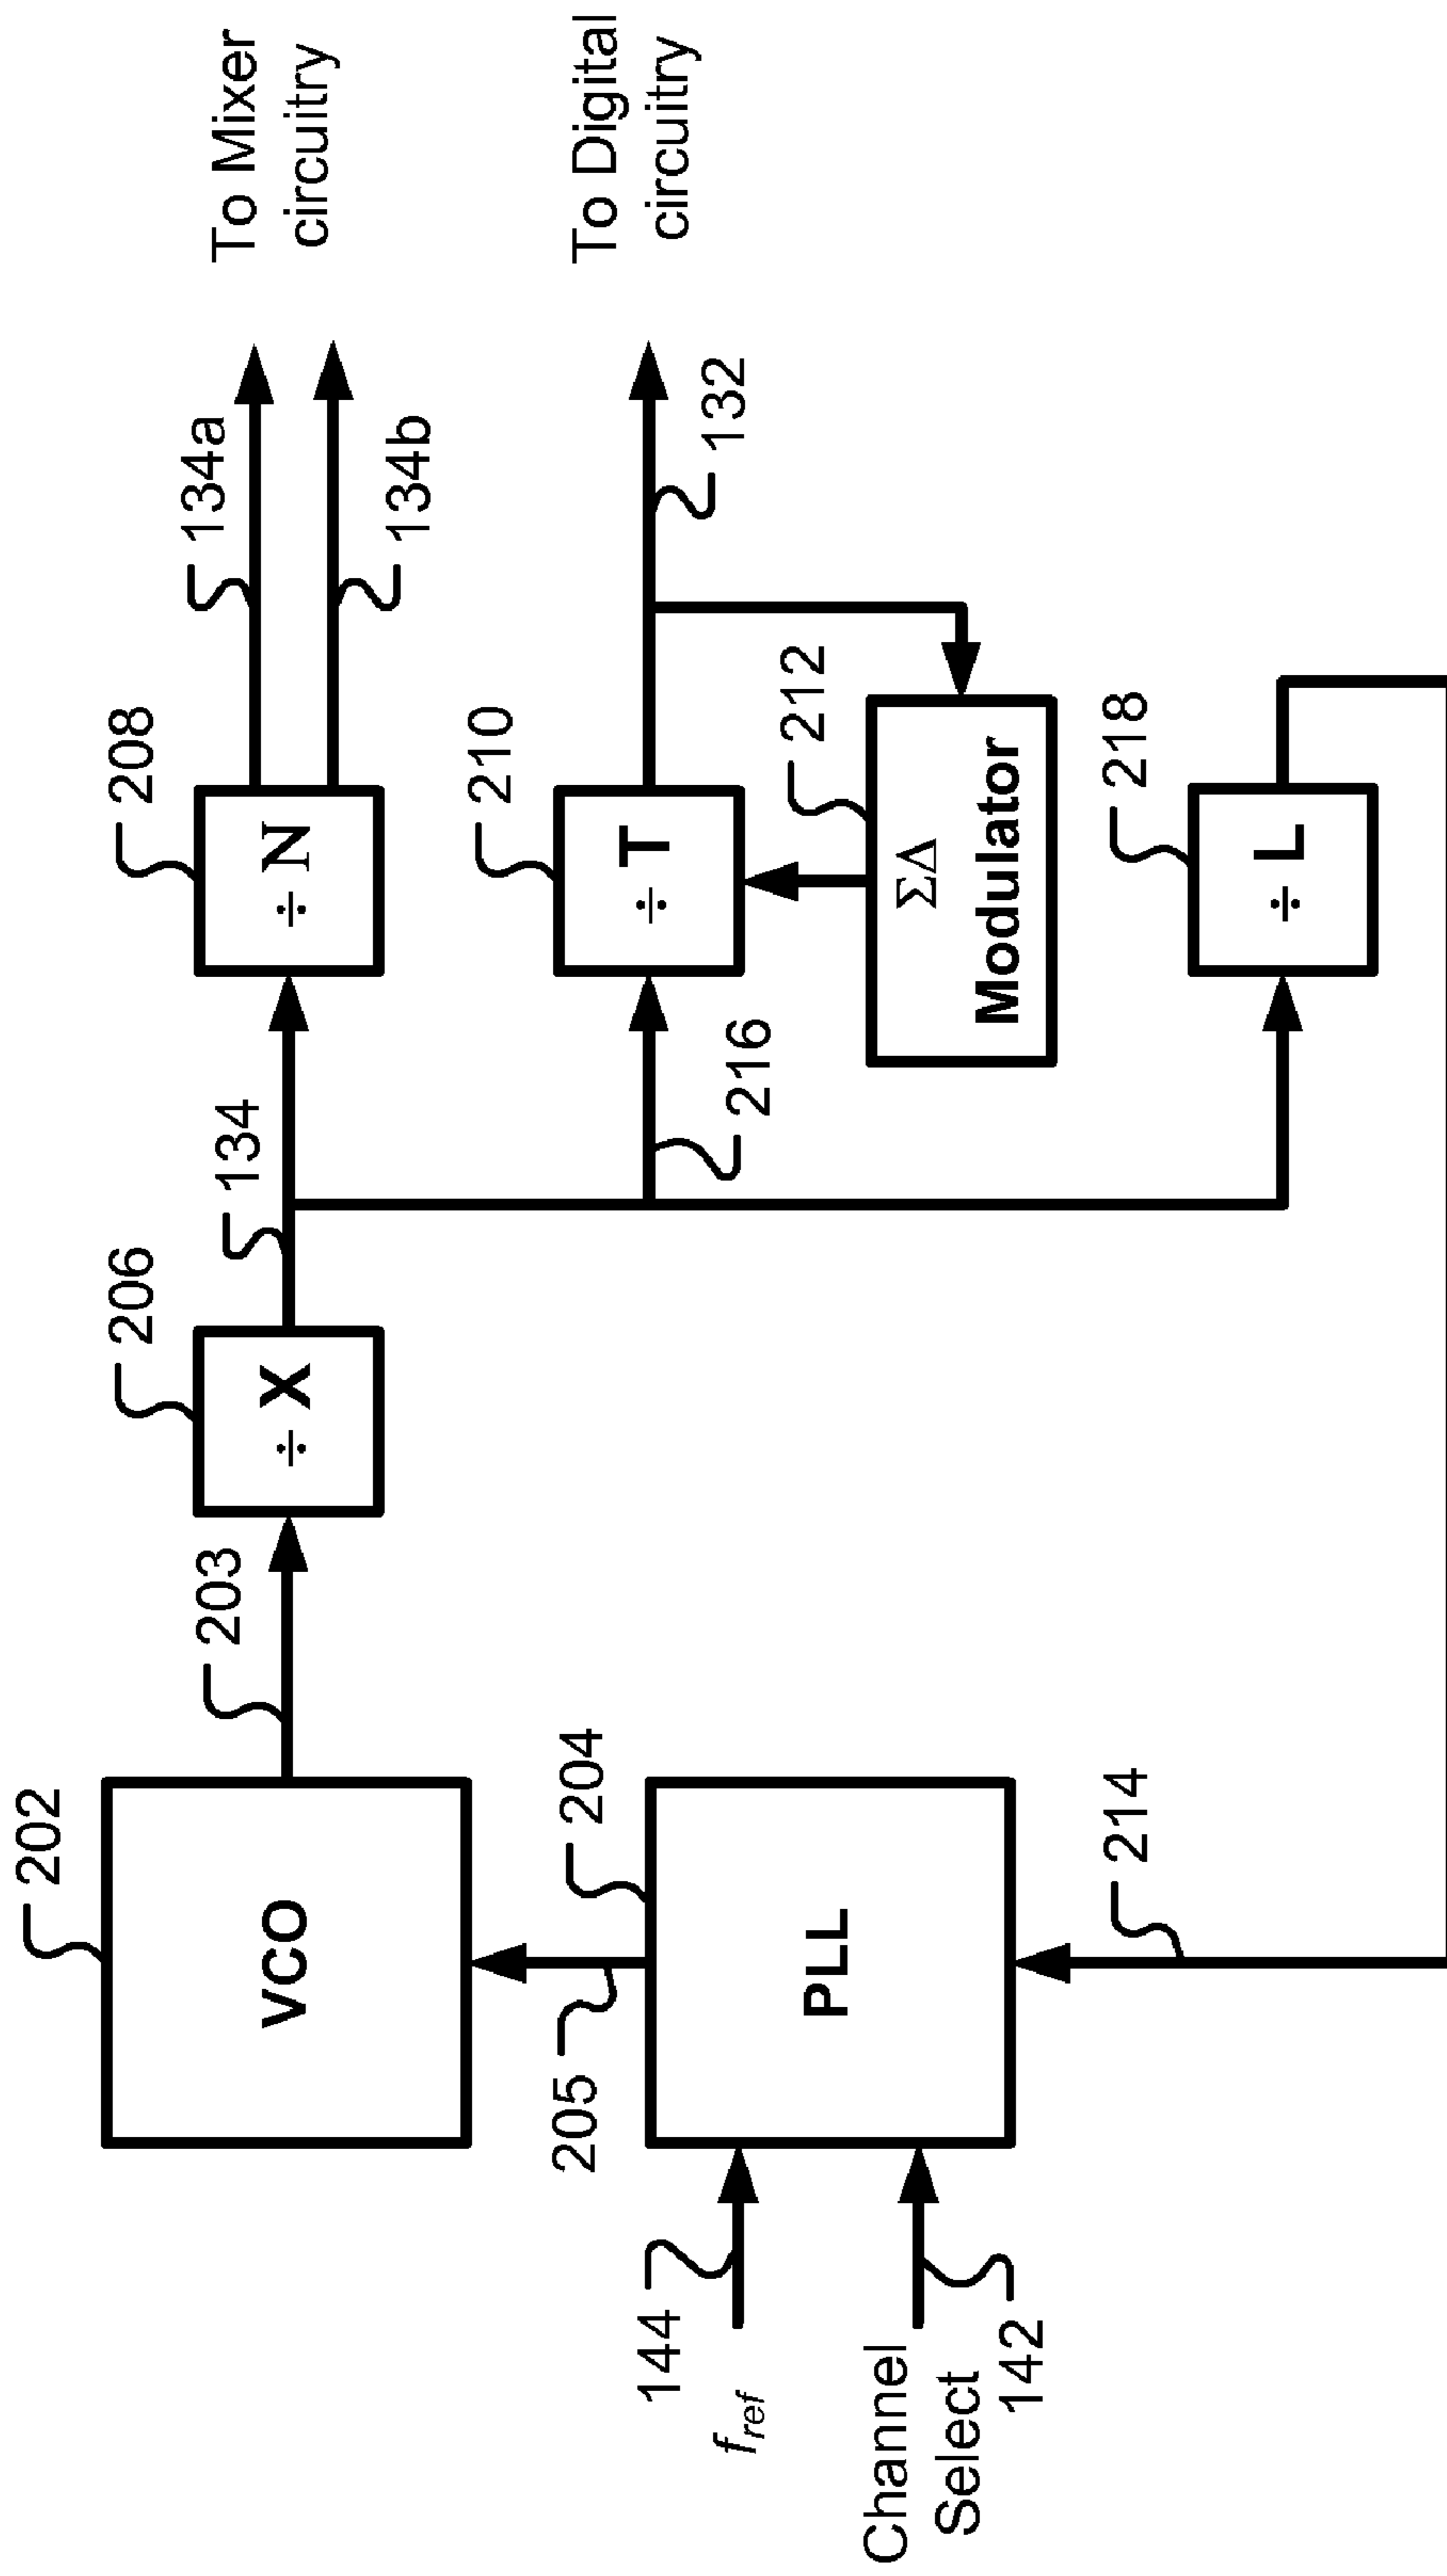 202
VCO
203
206
÷ X
134
208
÷ N
134a
134b
To Mixer
circuitry
205
204
PLL
144
f_ref
Channel
Select
142
214
216
210
÷ T
132
To Digital
circuitry
212
ΣΔ
Modulator
218
÷ L